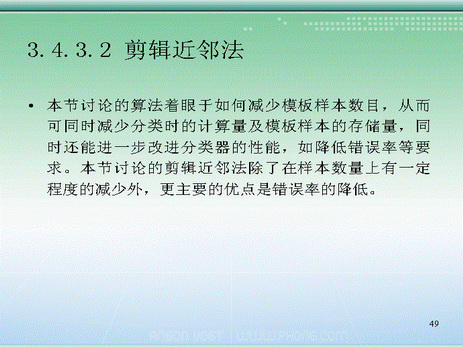 3.4.3.2 剪辑近邻法
• 本节讨论的算法着眼于如何减少模板样本数目，从而
可同时减少分类时的计算量及模板样本的存储量，同
时还能进一步改进分类器的性能，如降低错误率等要
求。本节讨论的剪辑近邻法除了在样本数量上有一定
程度的减少外，更主要的优点是错误率的降低。
49